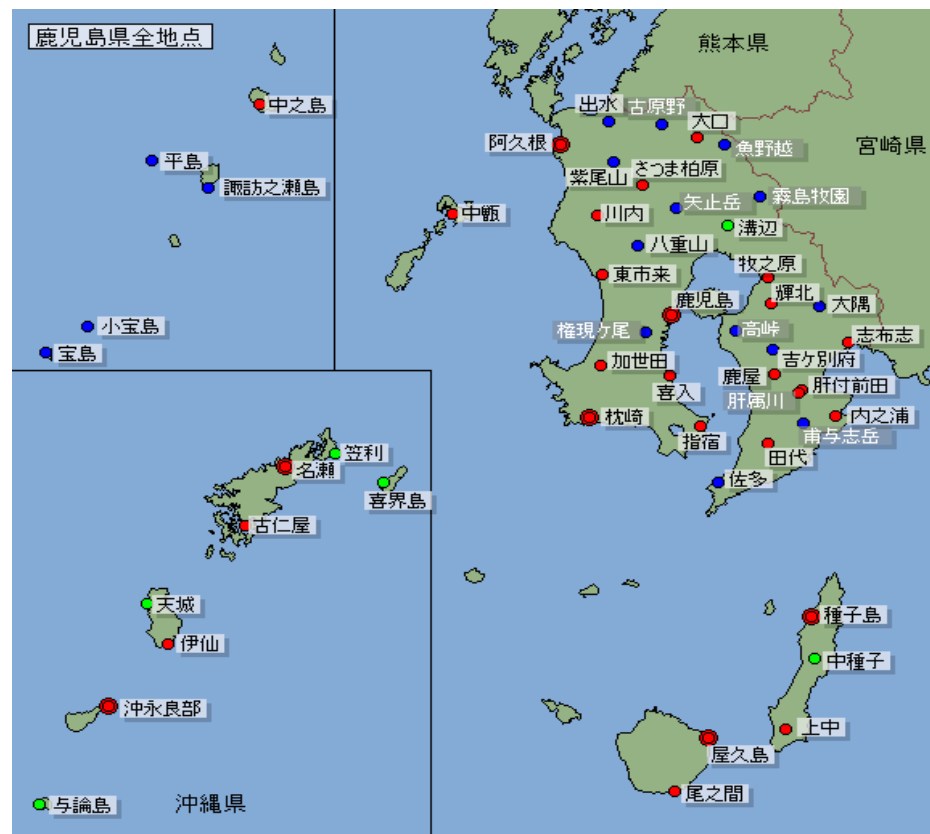 鹿児島県全地点
熊本県
宮崎県
中之島
平島
諏訪之瀬島
小宝島
宝島
出水
古原野
大口
阿久根
魚野越
紫尾山
さつま柏原
霧島牧園
矢止岳
中甑
川内
溝辺
八重山
牧之原
東市来
輝北
鹿児島
大隅
権現ヶ尾
高峠
志布志
吉ケ別府
加世田
喜入
鹿屋
肝付前田
肝属川
内之浦
枕崎
指宿
甫与志岳
田代
佐多
笠利
名瀬
喜界島
古仁屋
天城
伊仙
沖永良部
与論島
沖縄県
種子島
中種子
上中
屋久島
尾之間